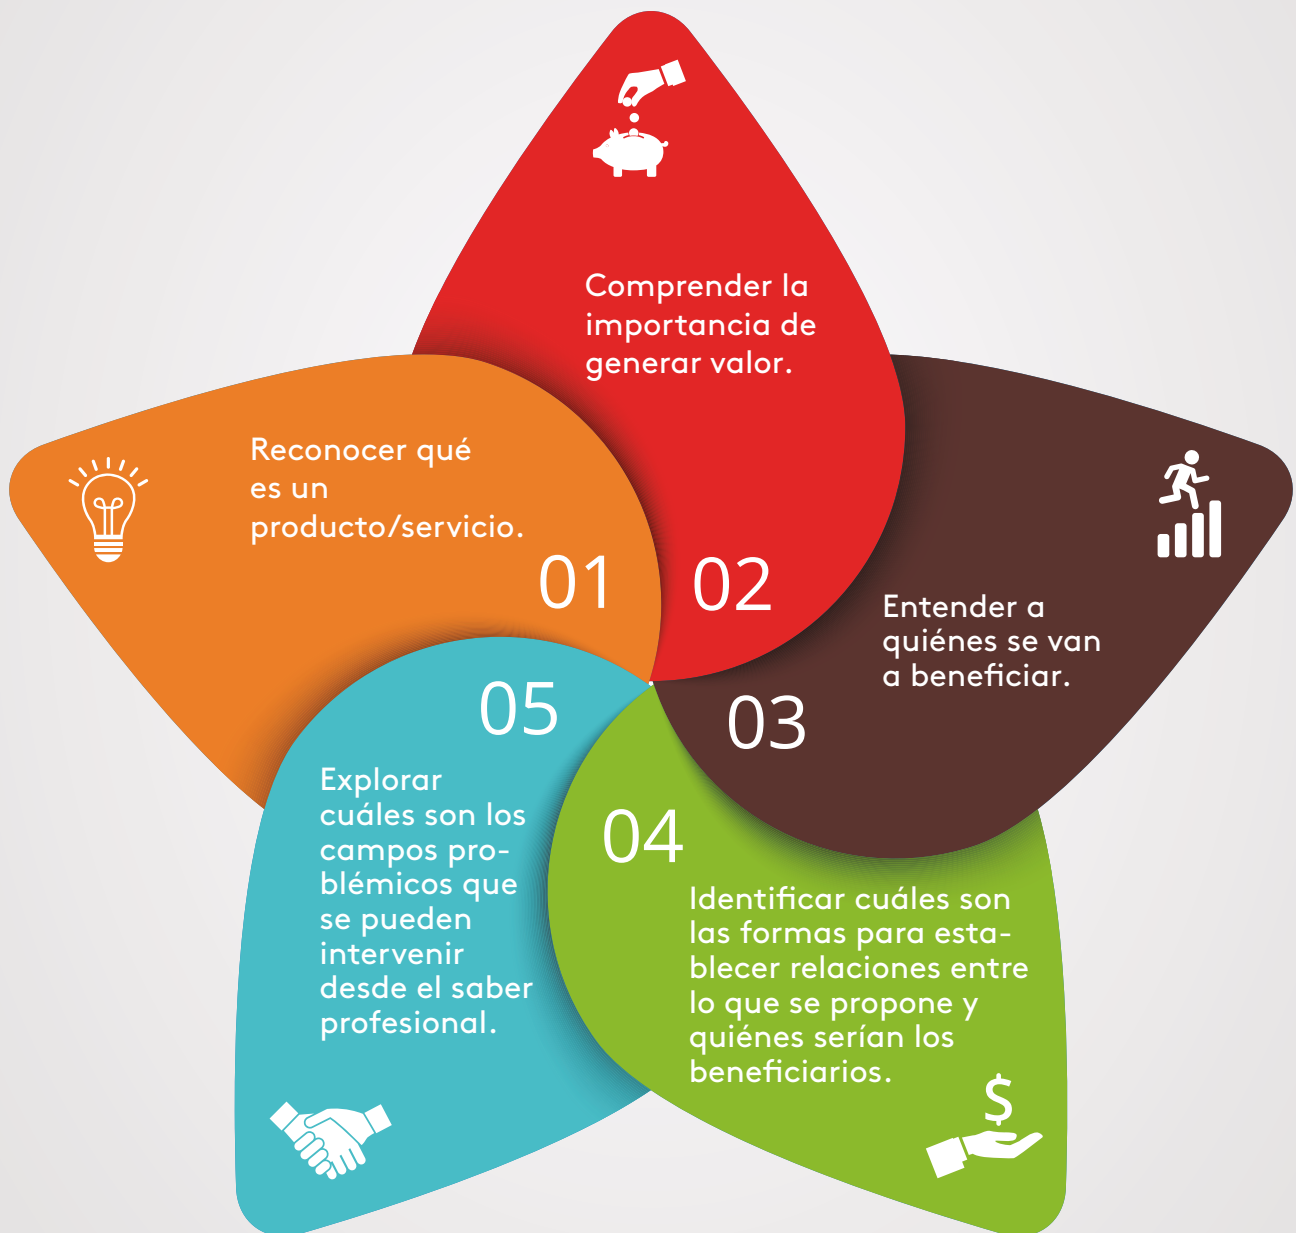 Reconocer qué
es un
producto/servicio.
01
Comprender la
importancia de
generar valor.
02
Entender a
quiénes se van
a beneficiar.
03
04
Identificar cuáles son
las formas para esta-
blecer relaciones entre
lo que se propone y
quiénes serían los
beneficiarios.
$
05
Explorar
cuáles son los
campos pro-
blémicos que
se pueden
intervenir
desde el saber
profesional.